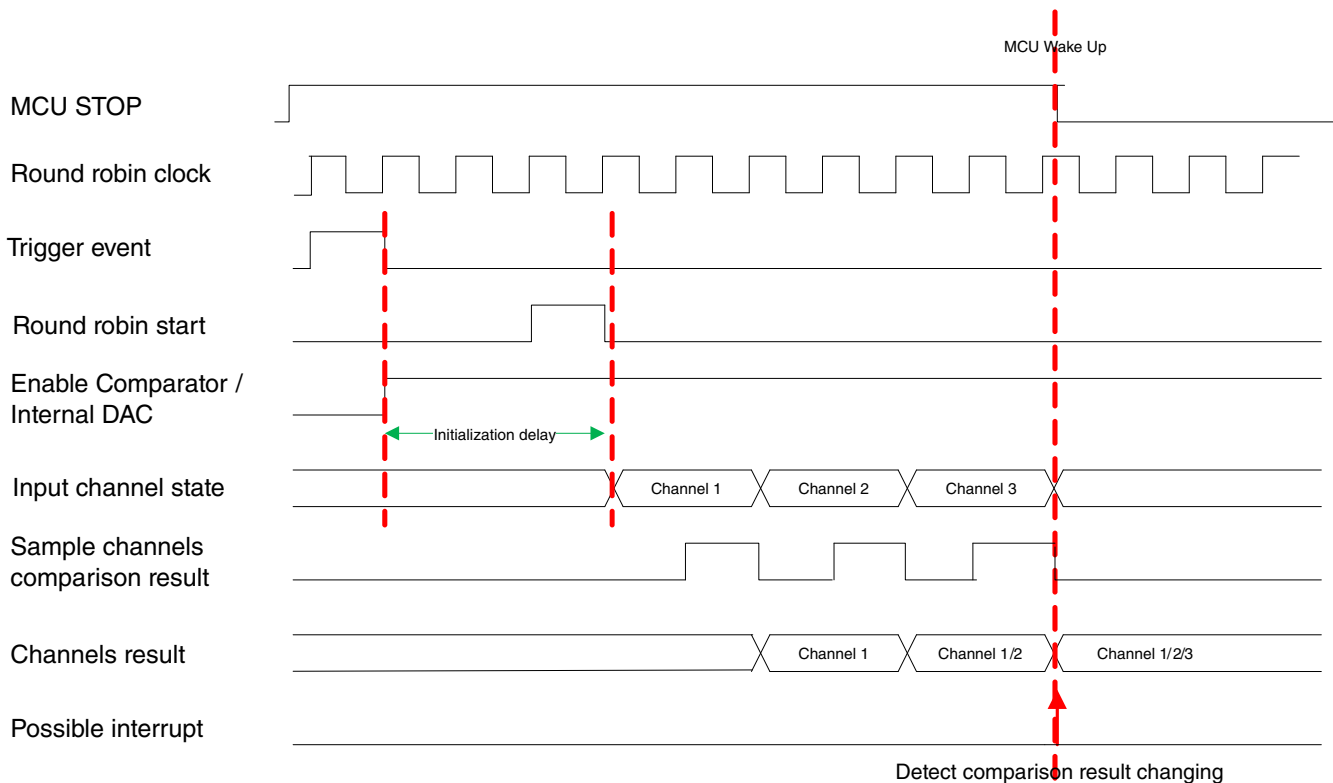 MCU Wake Up
MCU STOP
Round robin clock
Trigger event
Round robin start
Enable Comparator /
Internal DAC
Initialization delay
Input channel state
Channel 1
Channel 2
Channel 3
Sample channels
comparison result
Channels result
Channel 1
Channel 1/2
Channel 1/2/3
Possible interrupt
Detect comparison result changing